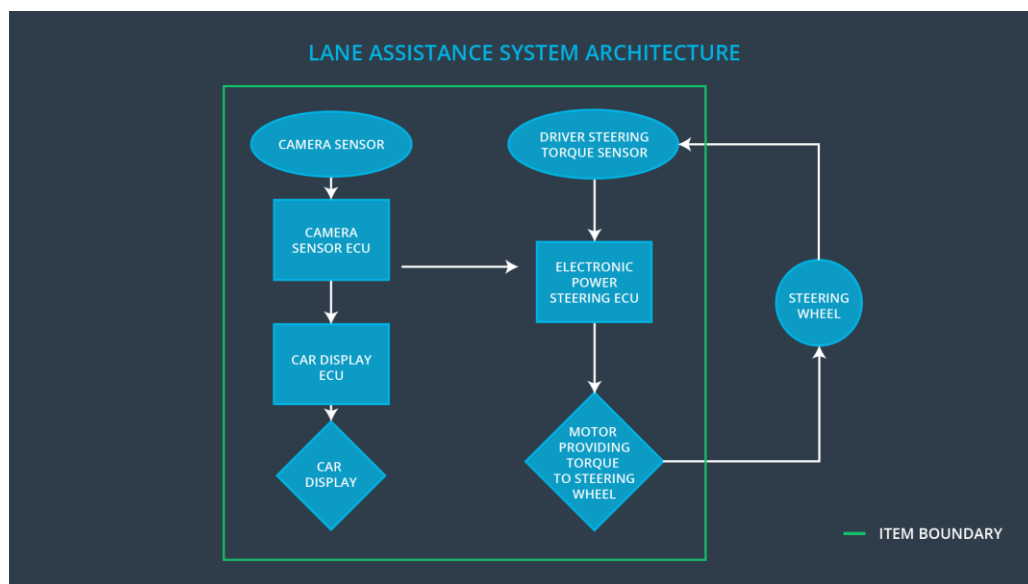 LANE ASSISTANCE SYSTEM ARCHITECTURE
CAMERA SENSOR
DRIVER STEERING
TORQUE SENSOR
CAMERA
SENSOR ECU
ELECTRONIC
POWER
STEERING ECU
STEERING
WHEEL
CAR DISPLAY
ECU
MOTOR
PROVIDING
TORQUE
TO STEERING
WHEEL
CAR
DISPLAY
ITEM BOUNDARY